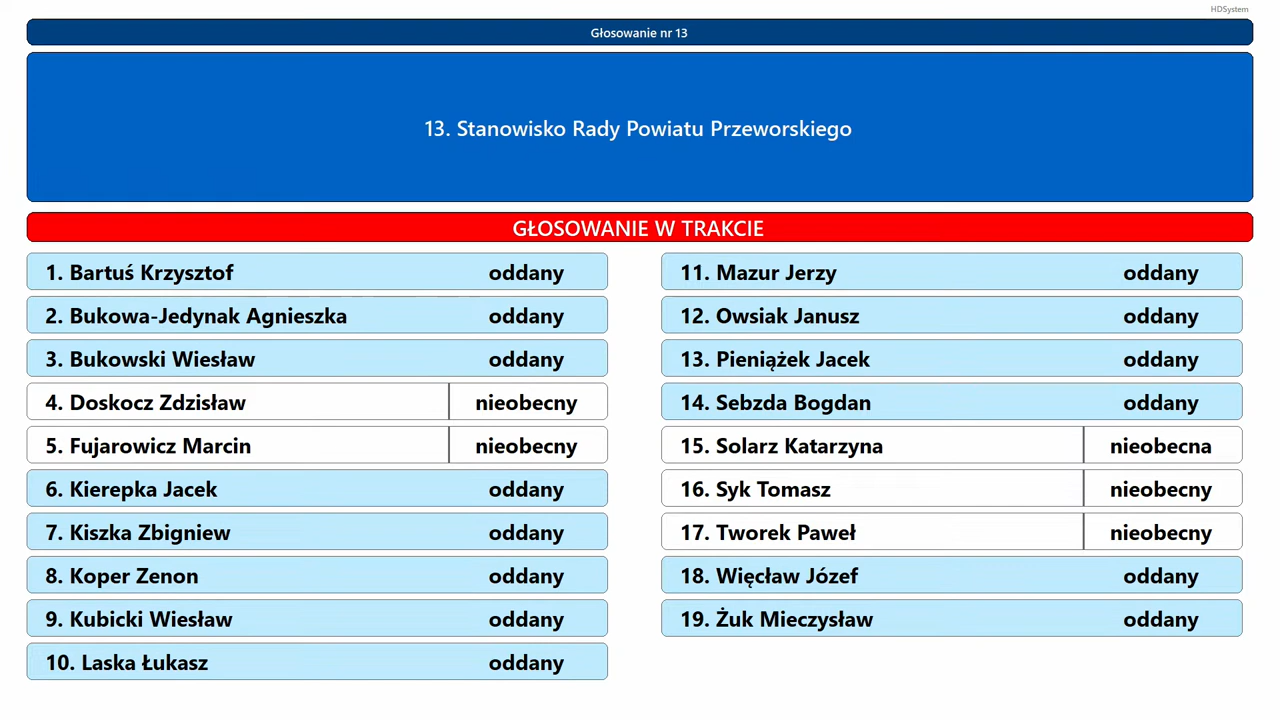 HDSystem
Głosowanie nr 13
13. Stanowisko Rady Powiatu Przeworskiego
GŁOSOWANIE W TRAKCIE
1. Bartuś Krzysztof oddany
2. Bukowa-Jedynak Agnieszka oddany
3. Bukowski Wiesław oddany
4. Doskocz Zdzisław nieobecny
5. Fujarowicz Marcin nieobecny
6. Kierepka Jacek oddany
7. Kiszka Zbigniew oddany
8. Koper Zenon oddany
9. Kubicki Wiesław oddany
10. Laska Łukasz oddany
11. Mazur Jerzy oddany
12. Owsiak Janusz oddany
13. Pieniążek Jacek oddany
14. Sebzda Bogdan oddany
15. Solarz Katarzyna nieobecna
16. Syk Tomasz nieobecny
17. Tworek Paweł nieobecny
18. Więcław Józef oddany
19. Żuk Mieczysław oddany